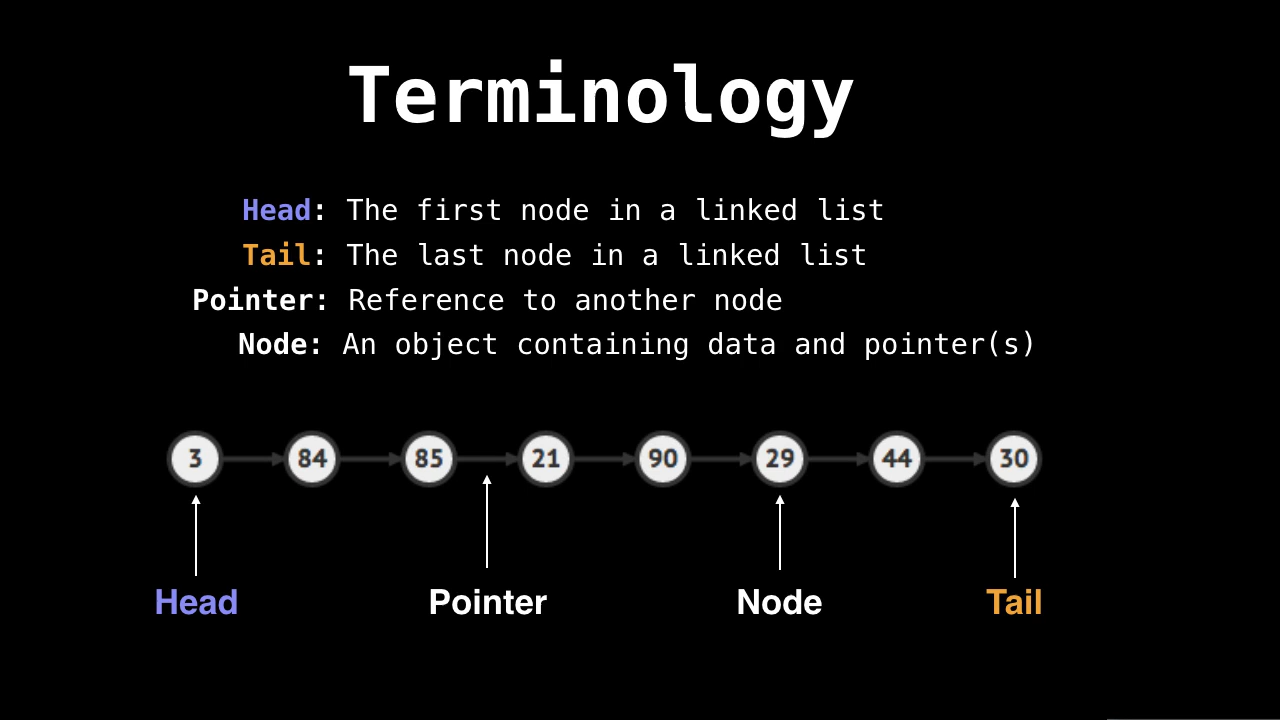 Terminology
Head: The first node in a linked list
Tail: The last node in a linked list
Pointer: Reference to another node
Node: An object containing data and pointer(s)
3 84 85 21 90 29 44 30
Head Pointer Node Tail